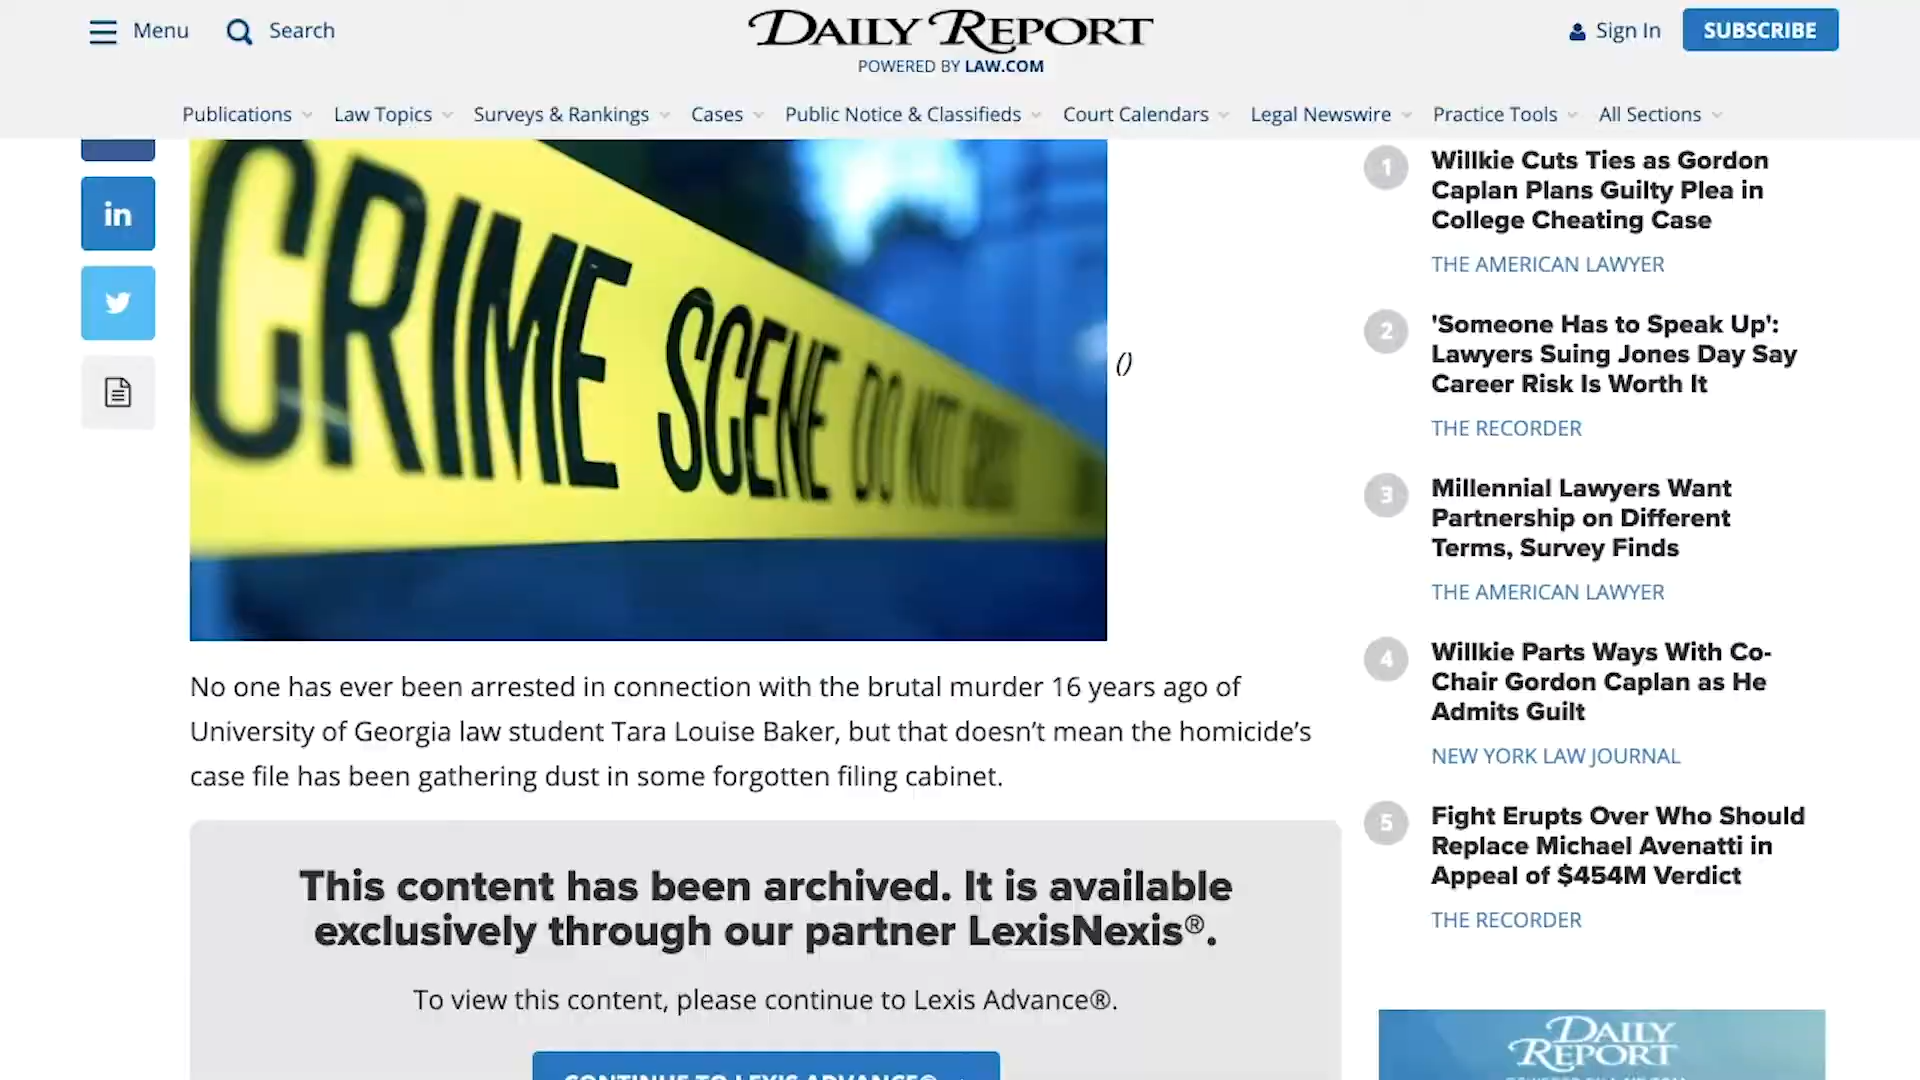 Menu
Search
DAILY REPORT
POWERED BY LAW.COM
Sign In
SUBSCRIBE
Publications
Law Topics
Surveys & Rankings
Cases
Public Notice & Classifieds
Court Calendars
Legal Newswire
Practice Tools
All Sections
in
CRIME SCENE DO NOT
()
No one has ever been arrested in connection with the brutal murder 16 years ago of
University of Georgia law student Tara Louise Baker, but that doesn’t mean the homicide’s
case file has been gathering dust in some forgotten filing cabinet.
This content has been archived. It is available
exclusively through our partner LexisNexis®.
To view this content, please continue to Lexis Advance®.
CONTINUE TO LEXIS ADVANCE®
1
Willkie Cuts Ties as Gordon
Caplan Plans Guilty Plea in
College Cheating Case
THE AMERICAN LAWYER
2
'Someone Has to Speak Up':
Lawyers Suing Jones Day Say
Career Risk Is Worth It
THE RECORDER
3
Millennial Lawyers Want
Partnership on Different
Terms, Survey Finds
THE AMERICAN LAWYER
4
Willkie Parts Ways With Co-
Chair Gordon Caplan as He
Admits Guilt
NEW YORK LAW JOURNAL
5
Fight Erupts Over Who Should
Replace Michael Avenatti in
Appeal of $454M Verdict
THE RECORDER
DAILY
REPORT